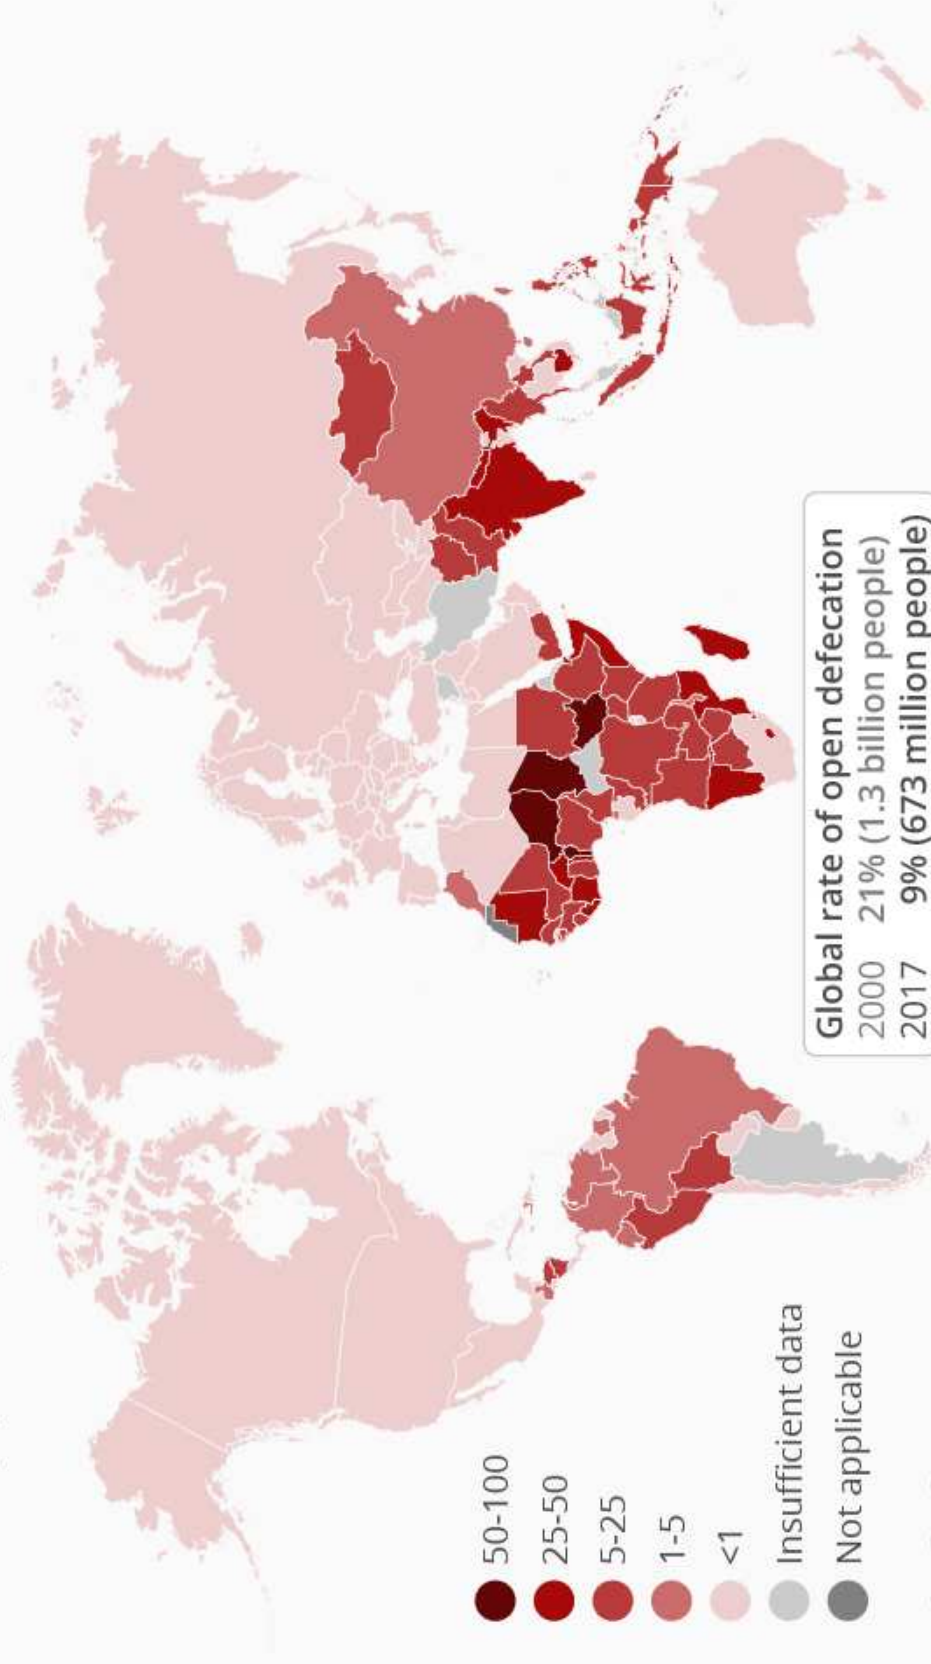 50-100
25-50
5-25
1-5
<1
Insufficient data
Not applicable
Global rate of open defecation
2000 21% (1.3 billion people)
2017 9% (673 million people)